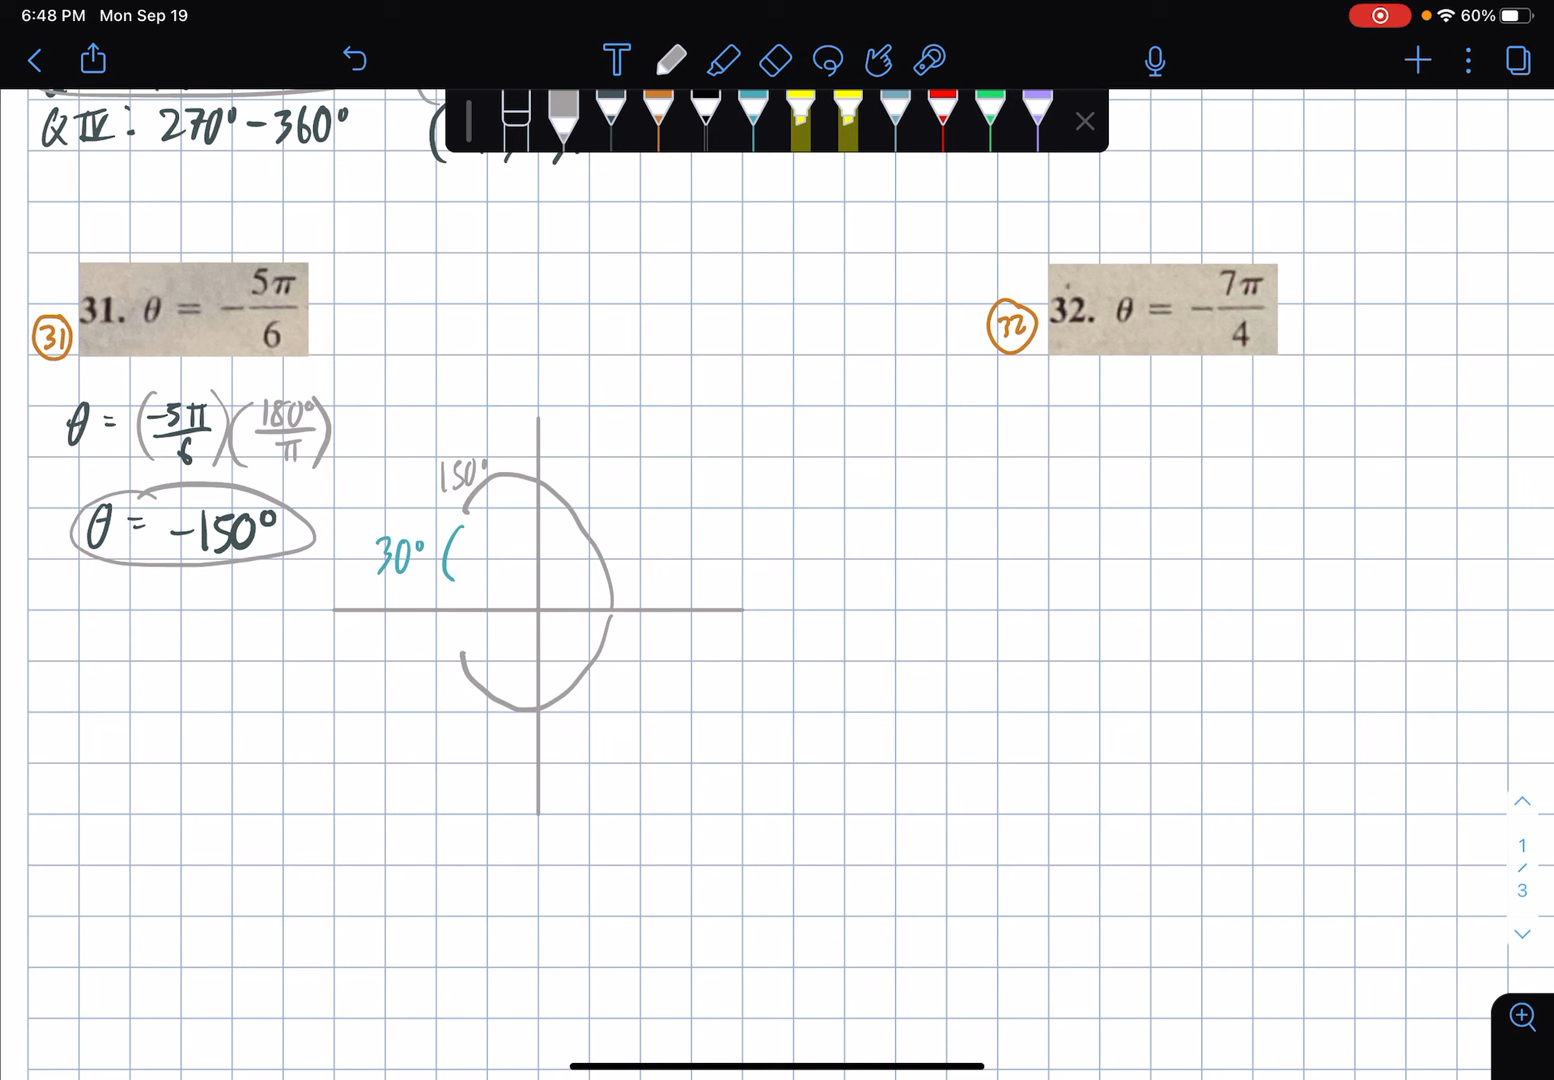 6:48 PM Mon Sep 19
60%
T
Q IV: 270° - 360°
(
31
31. θ = -5π/6
32
32. θ = -7π/4
θ = (-5π/6)(180°/π)
θ = -150°
150°
30° (
1
/
3